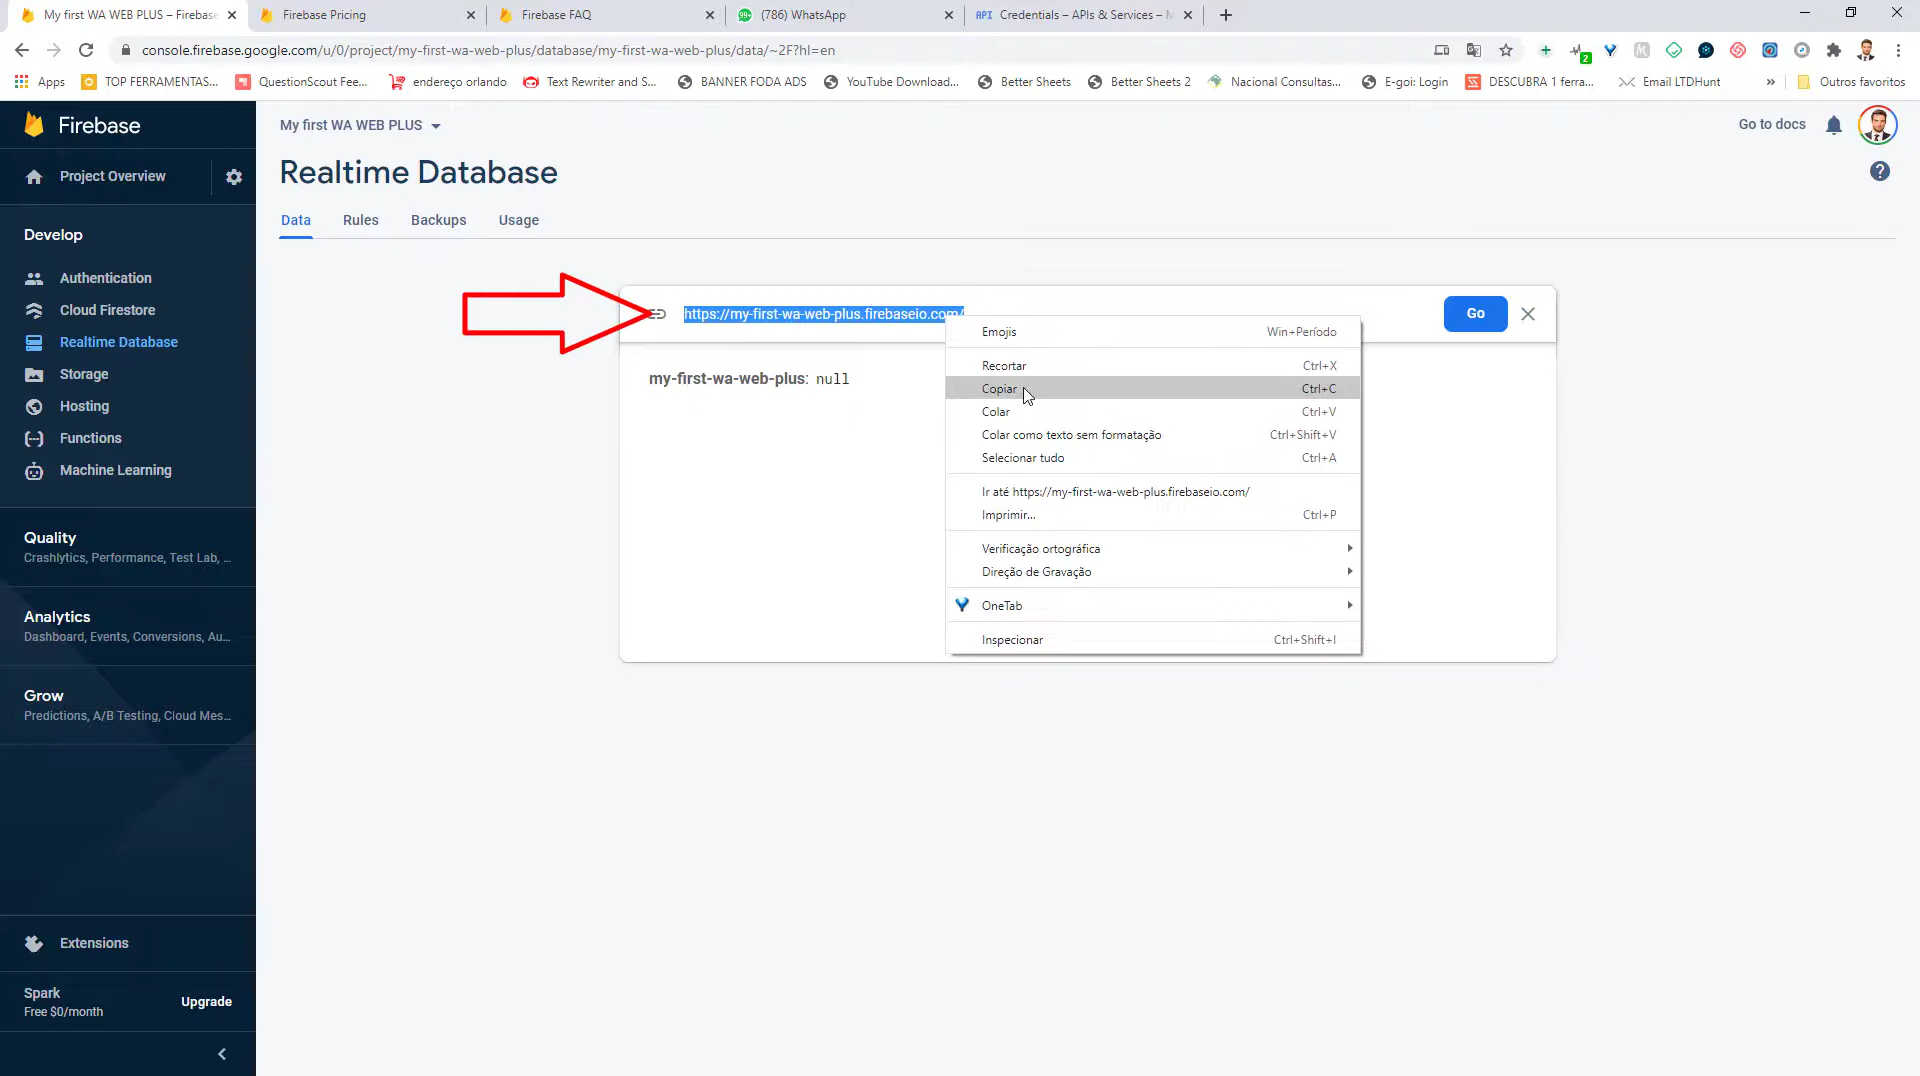 My first WA WEB PLUS – Firebase
Firebase Pricing
Firebase FAQ
(786) WhatsApp
API Credentials – APIs & Services – M
console.firebase.google.com/u/0/project/my-first-wa-web-plus/database/my-first-wa-web-plus/data/~2F?hl=en
2
Apps
TOP FERRAMENTAS...
QuestionScout Fee...
endereço orlando
Text Rewriter and S...
BANNER FODA ADS
YouTube Download...
Better Sheets
Better Sheets 2
Nacional Consultas...
E-goi: Login
DESCUBRA 1 ferra...
Email LTDHunt
»
Outros favoritos
Firebase
My first WA WEB PLUS
Go to docs
Project Overview
Realtime Database
?
Data
Rules
Backups
Usage
Develop
Authentication
Cloud Firestore
Realtime Database
Storage
Hosting
Functions
Machine Learning
https://my-first-wa-web-plus.firebaseio.com/
Go
my-first-wa-web-plus: null
Emojis Win+Período
Recortar Ctrl+X
Copiar Ctrl+C
Colar Ctrl+V
Colar como texto sem formatação Ctrl+Shift+V
Selecionar tudo Ctrl+A
Ir até https://my-first-wa-web-plus.firebaseio.com/
Imprimir... Ctrl+P
Verificação ortográfica
Direção de Gravação
OneTab
Inspecionar Ctrl+Shift+I
Quality
Crashlytics, Performance, Test Lab, ...
Analytics
Dashboard, Events, Conversions, Au...
Grow
Predictions, A/B Testing, Cloud Mes...
Extensions
Spark
Free $0/month
Upgrade